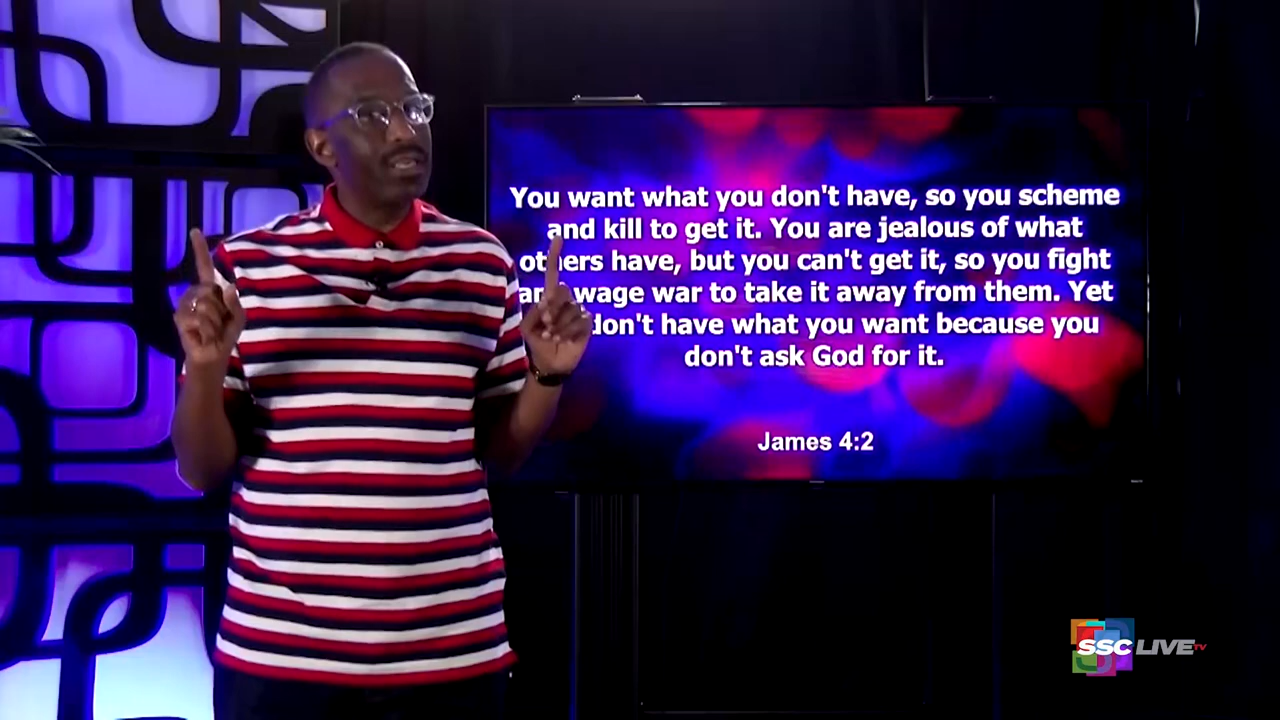 You want what you don't have, so you scheme
and kill to get it. You are jealous of what
others have, but you can't get it, so you fight
wage war to take it away from them. Yet
don't have what you want because you
don't ask God for it.
James 4:2
SSC LIVE TV